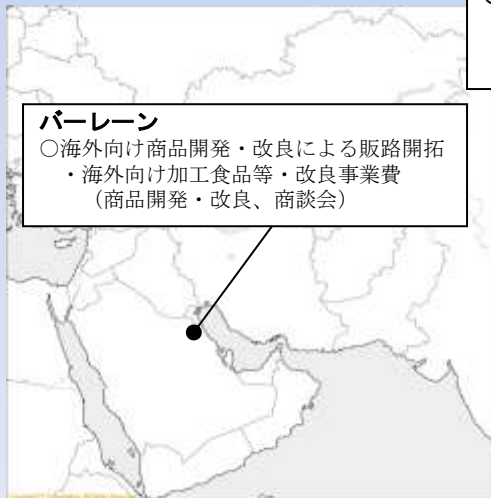 バーレーン
○海外向け商品開発・改良による販路開拓
・海外向け加工食品等・改良事業費
（商品開発・改良、商談会）